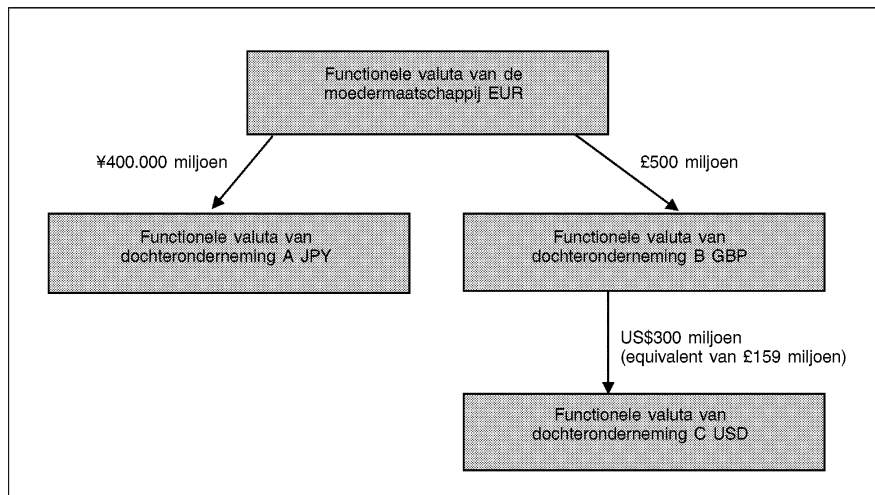 Functionele valuta van de
moedermaatschappij EUR
¥400.000 miljoen
£500 miljoen
Functionele valuta van
dochteronderneming A JPY
Functionele valuta van
dochteronderneming B GBP
US$300 miljoen
(equivalent van £159 miljoen)
Functionele valuta van
dochteronderneming C USD